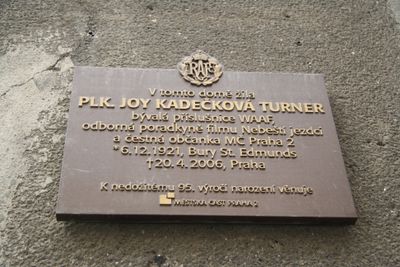 RAF
V tomto domě žila
PLK. JOY KADEČKOVÁ TURNER
bývalá příslušnice WAAF,
odborná poradkyně filmu Nebeští jezdci
a čestná občanka MČ Praha 2
*6.12.1921, Bury St. Edmunds
†20.4.2006, Praha
K nedožitému 95. výročí narození věnuje
MĚSTSKÁ ČÁST PRAHA 2